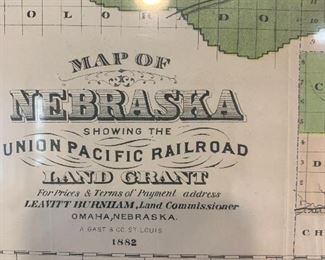 O L O R A D O
MAP OF
NEBRASKA
SHOWING THE
UNION PACIFIC RAILROAD
LAND GRANT
For Prices & Terms of Payment address
LEAVITT BURNHAM, Land Commissioner
OMAHA, NEBRASKA.
A GAST & CO ST. LOUIS
1882
C H